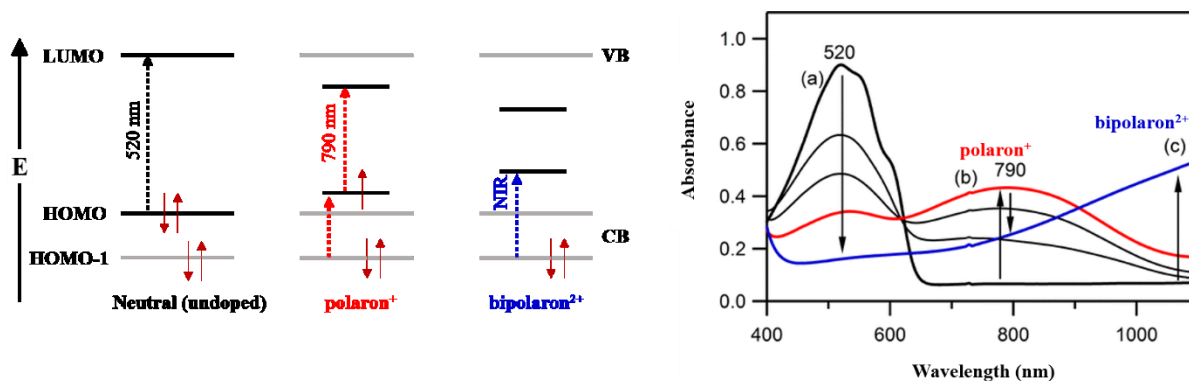 LUMO
VB
520 nm
790 nm
NIR
E
HOMO
CB
HOMO-1
Neutral (undoped)
polaron⁺
bipolaron²⁺
Absorbance
1.0
0.8
0.6
0.4
0.2
0.0
520
(a)
bipolaron²⁺
(c)
polaron⁺
(b) 790
400
600
800
1000
Wavelength (nm)